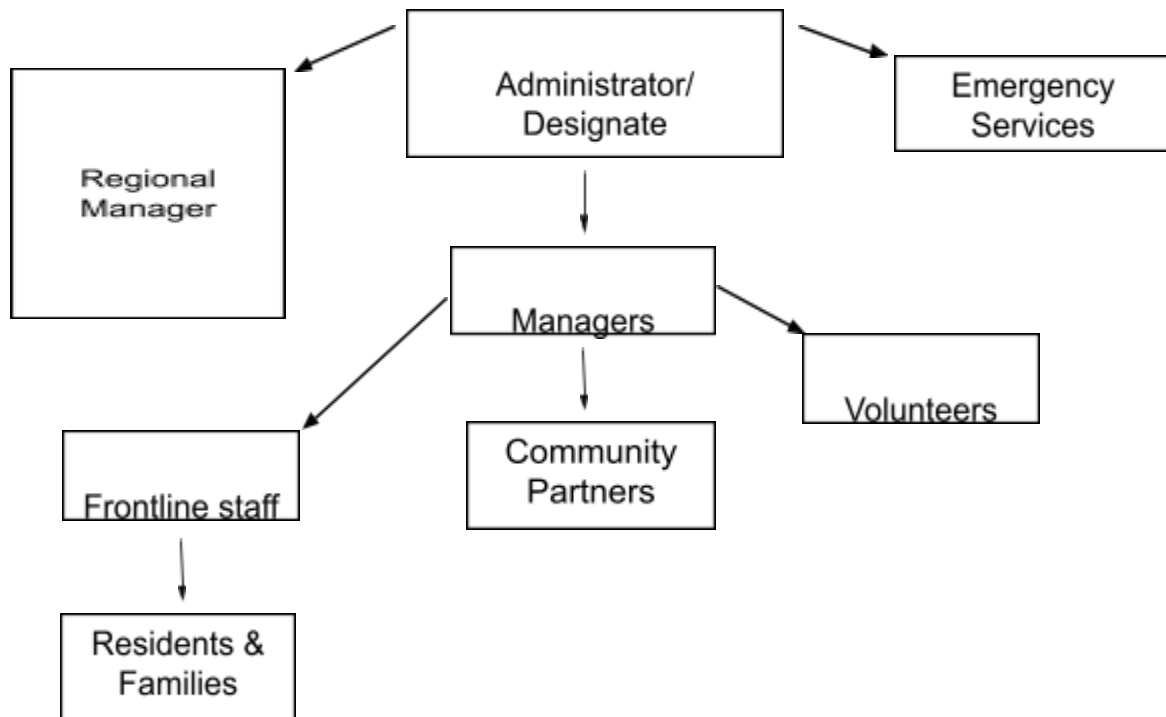 Administrator/
Designate
Emergency
Services
Regional
Manager
Managers
Volunteers
Community
Partners
Frontline staff
Residents &
Families